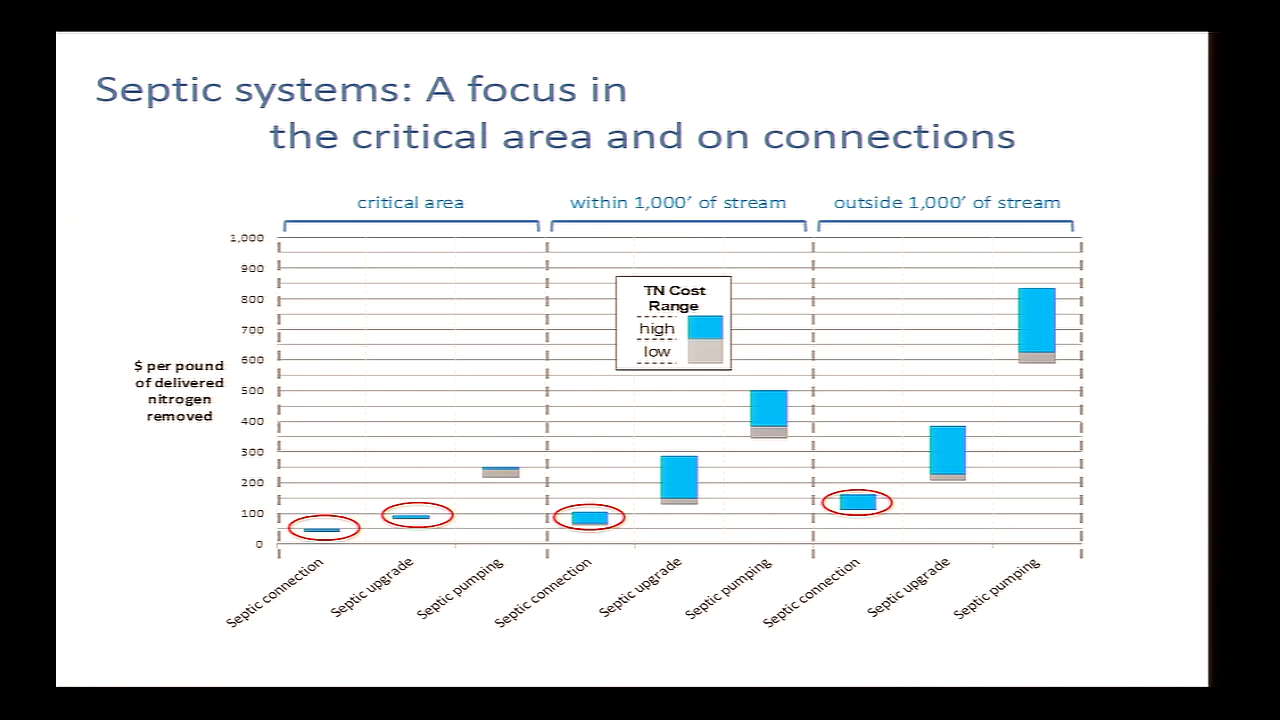 Septic systems: A focus in
the critical area and on connections
critical area
within 1,000’ of stream
outside 1,000’ of stream
1,000
900
800
700
600
500
400
300
200
100
0
$ per pound
of delivered
nitrogen
removed
TN Cost
Range
high
low
Septic connection
Septic upgrade
Septic pumping
Septic connection
Septic upgrade
Septic pumping
Septic connection
Septic upgrade
Septic pumping